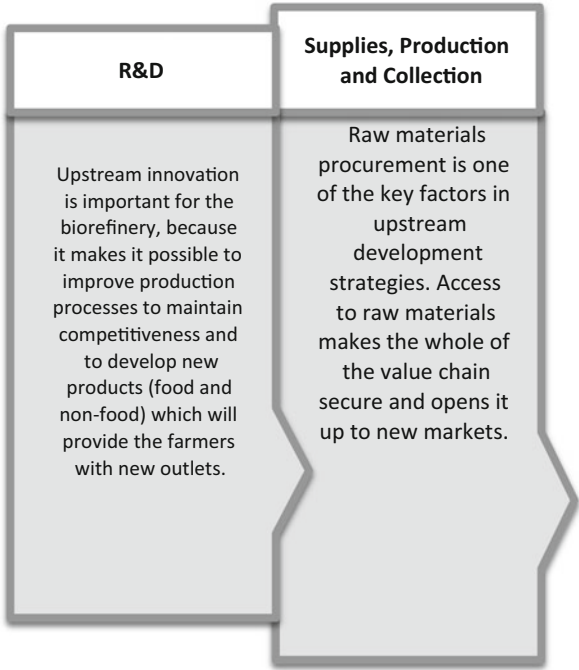 R&D
Upstream innovation
is important for the
biorefinery, because
it makes it possible to
improve production
processes to maintain
competitiveness and
to develop new
products (food and
non-food) which will
provide the farmers
with new outlets.
Supplies, Production
and Collection
Raw materials
procurement is one
of the key factors in
upstream
development
strategies. Access
to raw materials
makes the whole of
the value chain
secure and opens it
up to new markets.